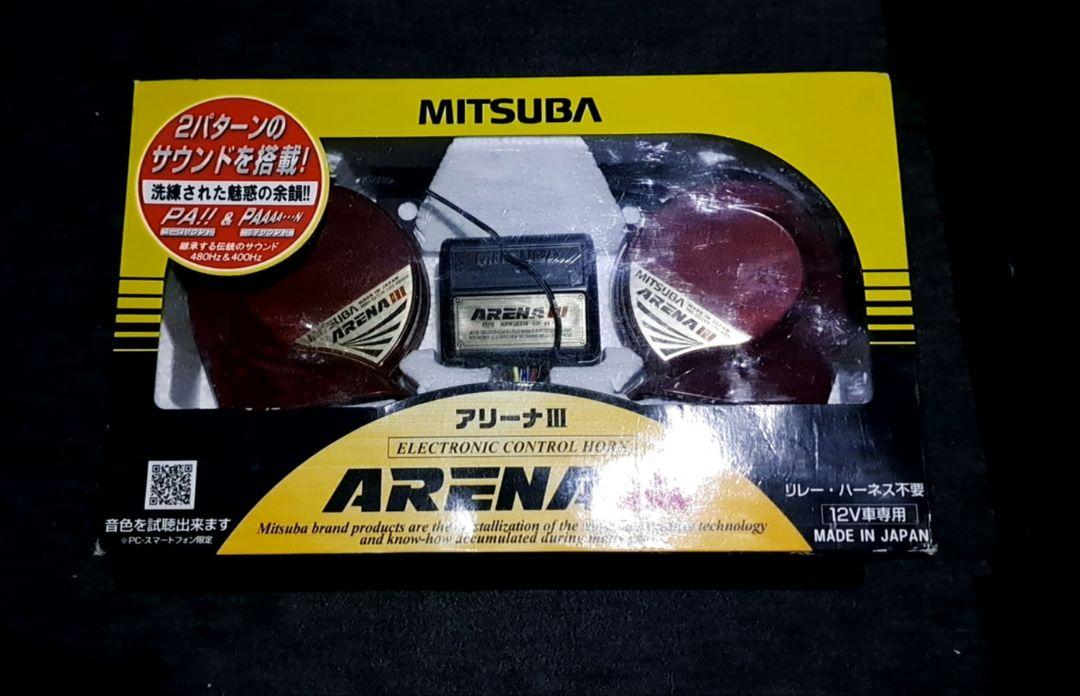 MITSUBA
2パターンの
サウンドを搭載!
洗練された魅惑の余韻!!
PA!! & PAAAA・・・N
継承する伝統のサウンド
480Hz & 400Hz
MADE IN JAPAN
MITSUBA
ARENA III
ARENA III
MITSUBA
ARENA III
アリーナIII
ELECTRONIC CONTROL HORN
ARENA
Mitsuba brand products are the technology
and know-how accumulated during
音色を試聴出来ます
※PC・スマートフォン限定
リレー・ハーネス不要
12V車専用
MADE IN JAPAN